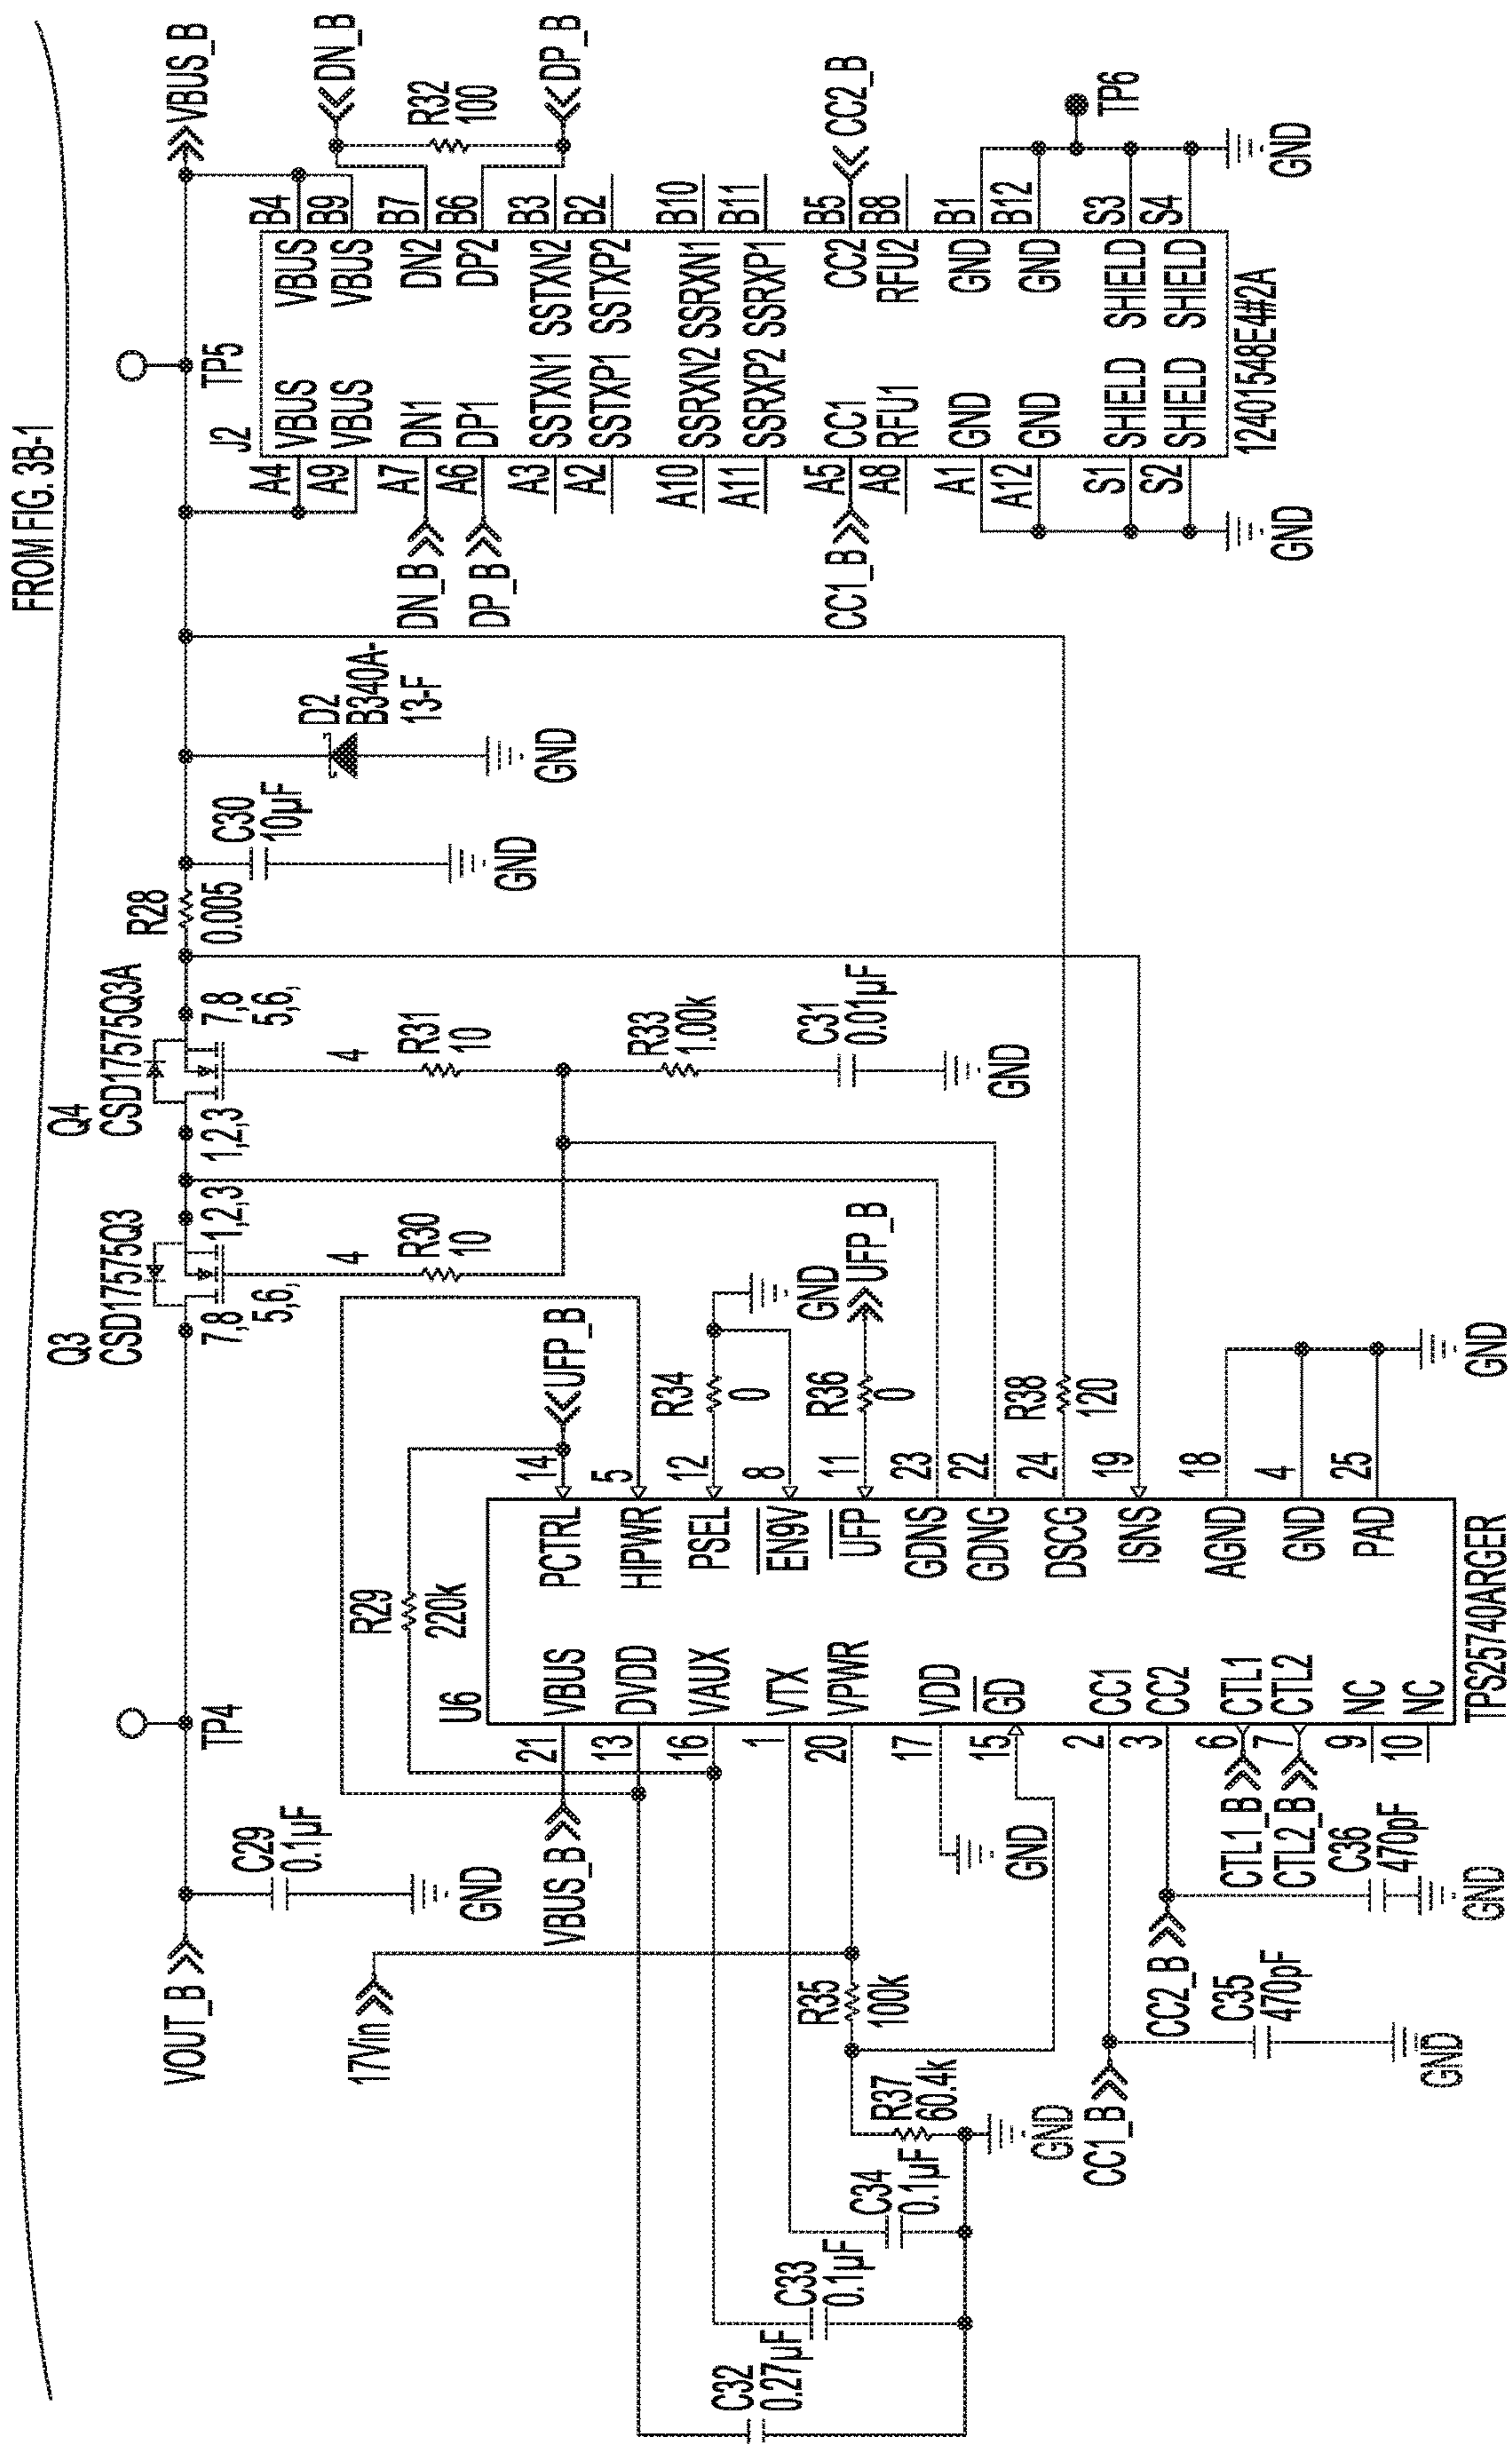 FROM FIG. 3B-1
VOUT_B
C29
0.1µF
GND
TP4
Q3
CSD17575Q3
7,8
5,6,
1,2,3
4
R30
10
Q4
CSD17575Q3A
1,2,3
7,8
5,6,
4
R31
10
R33
1.00k
C31
0.01µF
GND
R28
0.005
C30
10µF
GND
D2
B340A-
13-F
GND
TP5
VBUS_B
17Vin
VBUS_B
R29
220k
UFP_B
U6
21
VBUS
PCTRL
14
13
DVDD
HIPWR
5
16
VAUX
PSEL
12
1
VTX
EN9V
8
20
VPWR
UFP
11
GDNS
23
17
VDD
GDNG
22
15
GD
DSCG
24
2
CC1
ISNS
19
3
CC2
6
CTL1
AGND
18
7
CTL2
GND
4
9
NC
PAD
25
10
NC
TPS25740ARGER
R34
0
GND
R36
0
UFP_B
R38
120
GND
C32
0.27µF
C33
0.1µF
C34
0.1µF
R37
60.4k
R35
100k
GND
GND
CC1_B
CC2_B
CTL1_B
CTL2_B
C35
470pF
GND
C36
470pF
GND
J2
A4
VBUS
VBUS
B4
A9
VBUS
VBUS
B9
DN_B
A7
DN1
DN2
B7
DP_B
A6
DP1
DP2
B6
A3
SSTXN1
SSTXN2
B3
A2
SSTXP1
SSTXP2
B2
A10
SSRXN2
SSRXN1
B10
A11
SSRXP2
SSRXP1
B11
CC1_B
A5
CC1
CC2
B5
CC2_B
A8
RFU1
RFU2
B8
A1
GND
GND
B1
A12
GND
GND
B12
S1
SHIELD
SHIELD
S3
S2
SHIELD
SHIELD
S4
12401548E4#2A
GND
DN_B
R32
100
DP_B
TP6
GND